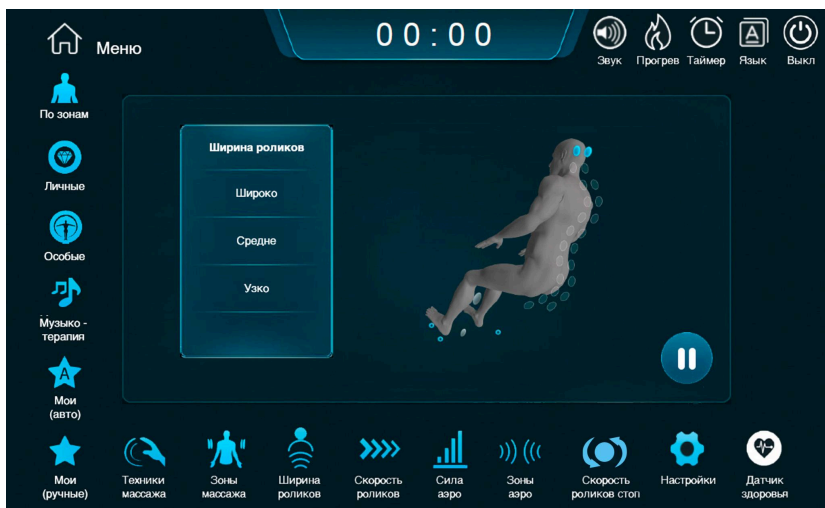 Меню
00:00
Звук
Прогрев
Таймер
A
Язык
Выкл
По зонам
Личные
Особые
Музыко -
терапия
A
Мои
(авто)
Мои
(ручные)
Ширина роликов
Широко
Средне
Узко
Техники
массажа
Зоны
массажа
Ширина
роликов
Скорость
роликов
Сила
аэро
Зоны
аэро
Скорость
роликов стоп
Настройки
Датчик
здоровья